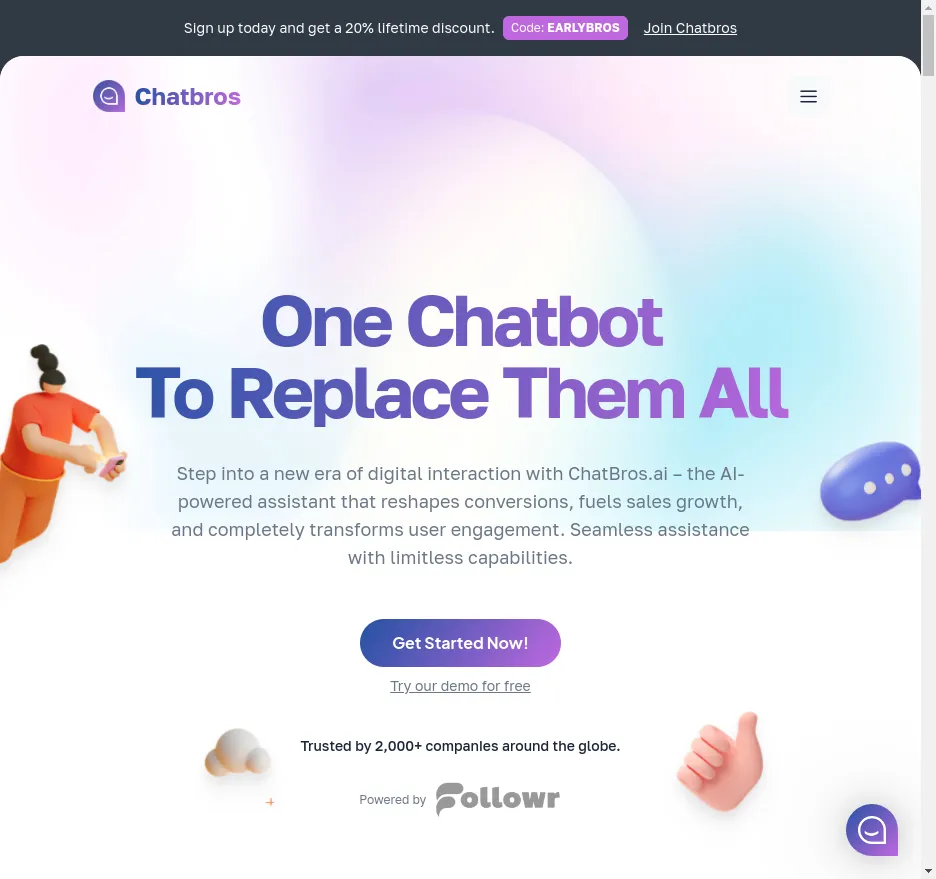 Sign up today and get a 20% lifetime discount. Code: EARLYBROS Join Chatbros
Chatbros
One Chatbot
To Replace Them All
Step into a new era of digital interaction with ChatBros.ai – the AI-
powered assistant that reshapes conversions, fuels sales growth,
and completely transforms user engagement. Seamless assistance
with limitless capabilities.
Get Started Now!
Try our demo for free
Trusted by 2,000+ companies around the globe.
Powered by Followr